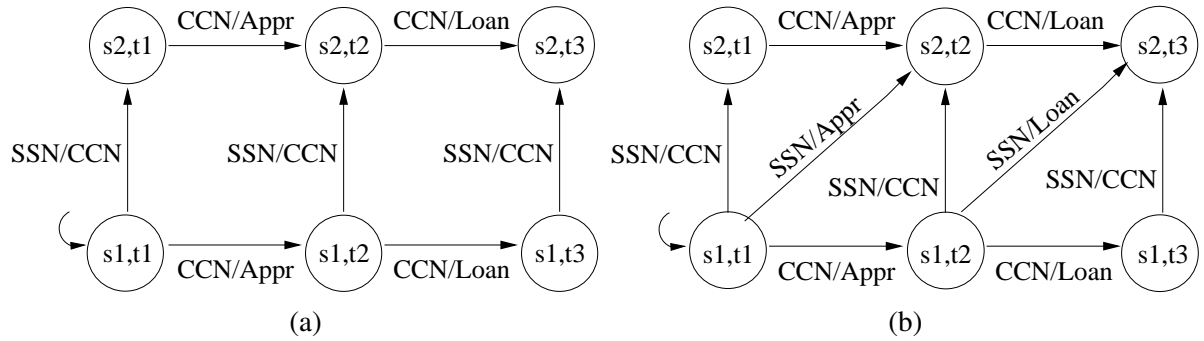 CCN/Appr CCN/Loan
s2,t1 s2,t2 s2,t3
SSN/CCN SSN/CCN SSN/CCN
s1,t1 s1,t2 s1,t3
CCN/Appr CCN/Loan
(a)
CCN/Appr CCN/Loan
s2,t1 s2,t2 s2,t3
SSN/Appr SSN/Loan
SSN/CCN SSN/CCN SSN/CCN
s1,t1 s1,t2 s1,t3
CCN/Appr CCN/Loan
(b)